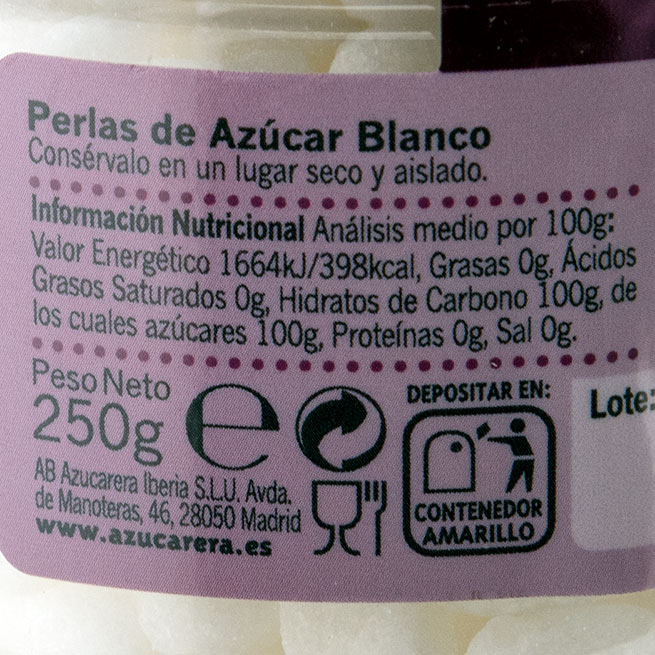 Perlas de Azúcar Blanco
Consérvalo en un lugar seco y aislado.
Información Nutricional Análisis medio por 100g:
Valor Energético 1664kJ/398kcal, Grasas 0g, Ácidos
Grasos Saturados 0g, Hidratos de Carbono 100g, de
los cuales azúcares 100g, Proteínas 0g, Sal 0g.
Peso Neto
250g e
AB Azucarera Iberia S.L.U. Avda.
de Manoteras, 46, 28050 Madrid
www.azucarera.es
DEPOSITAR EN:
CONTENEDOR
AMARILLO
Lote: